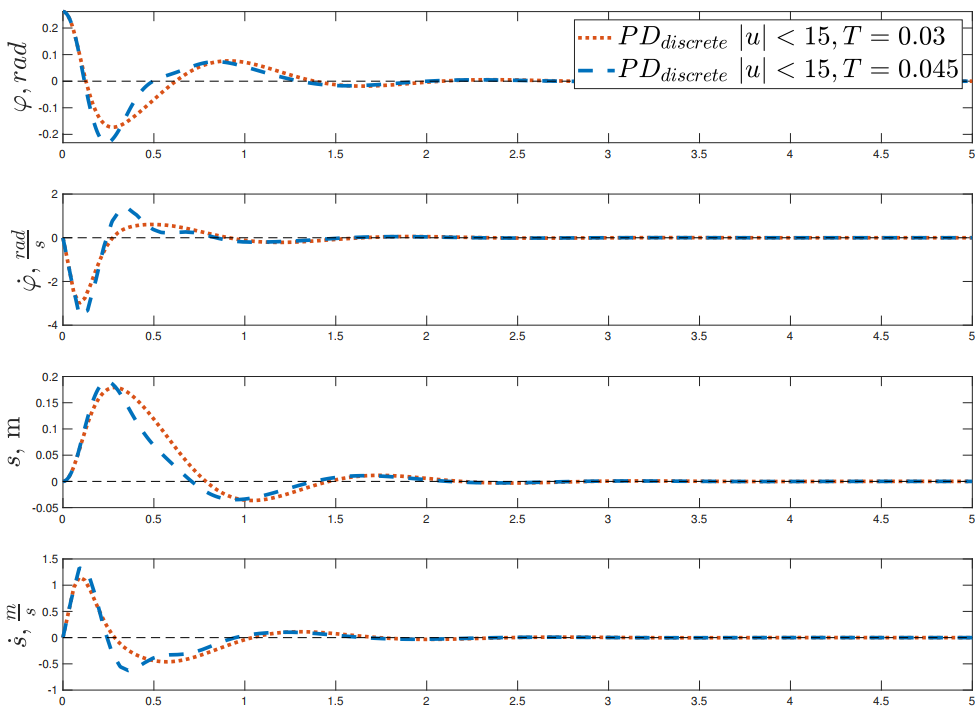 PD_{discrete} |u| < 15, T = 0.03
PD_{discrete} |u| < 15, T = 0.045
φ, rad
0.2
0.1
0
-0.1
-0.2
0 0.5 1 1.5 2 2.5 3 3.5 4 4.5 5
φ̇, rad/s
2
0
-2
-4
0 0.5 1 1.5 2 2.5 3 3.5 4 4.5 5
s, m
0.2
0.15
0.1
0.05
0
-0.05
0 0.5 1 1.5 2 2.5 3 3.5 4 4.5 5
ṡ, m/s
1.5
1
0.5
0
-0.5
-1
0 0.5 1 1.5 2 2.5 3 3.5 4 4.5 5